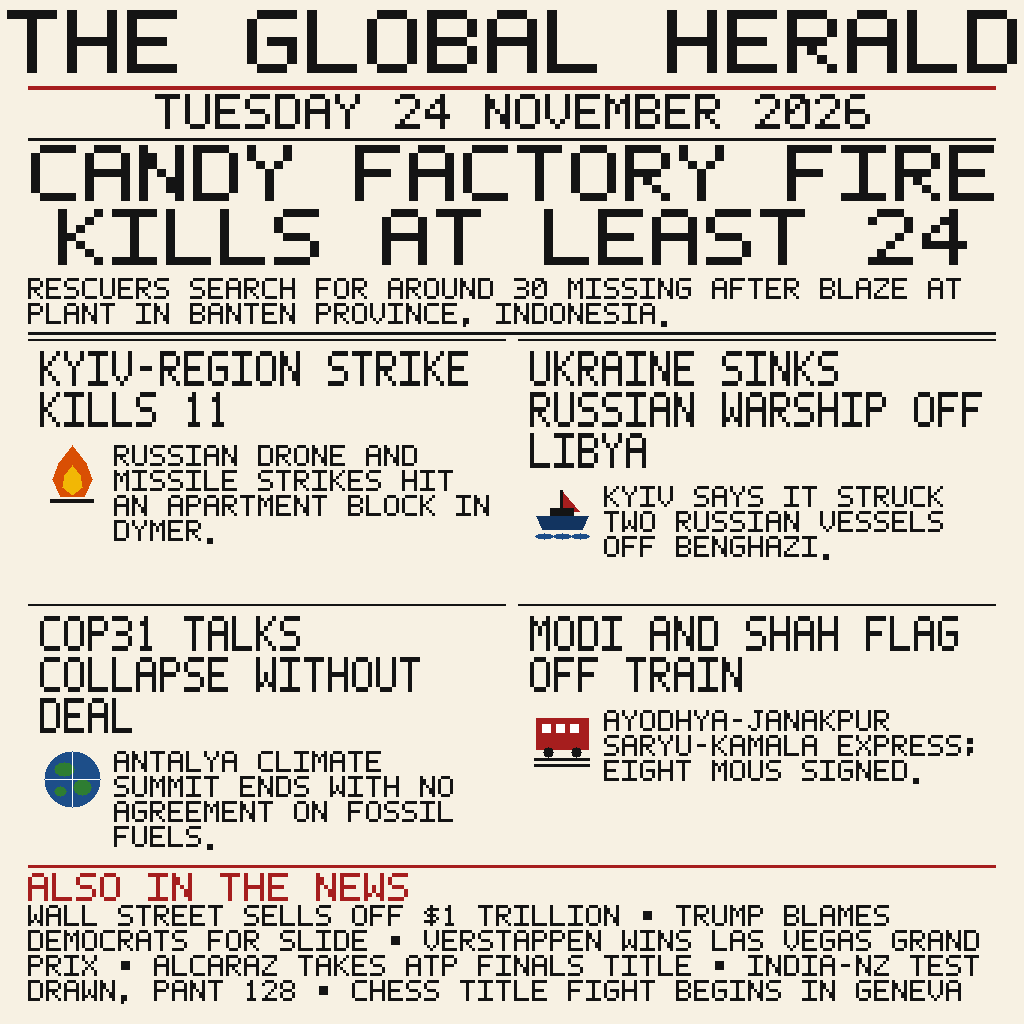 THE GLOBAL HERALD
TUESDAY 24 NOVEMBER 2026
CANDY FACTORY FIRE
KILLS AT LEAST 24
RESCUERS SEARCH FOR AROUND 30 MISSING AFTER BLAZE AT
PLANT IN BANTEN PROVINCE, INDONESIA.
KYIV-REGION STRIKE
KILLS 11
RUSSIAN DRONE AND
MISSILE STRIKES HIT
AN APARTMENT BLOCK IN
DYMER.
UKRAINE SINKS
RUSSIAN WARSHIP OFF
LIBYA
KYIV SAYS IT STRUCK
TWO RUSSIAN VESSELS
OFF BENGHAZI.
COP31 TALKS
COLLAPSE WITHOUT
DEAL
ANTALYA CLIMATE
SUMMIT ENDS WITH NO
AGREEMENT ON FOSSIL
FUELS.
MODI AND SHAH FLAG
OFF TRAIN
AYODHYA-JANAKPUR
SARYU-KAMALA EXPRESS;
EIGHT MOUS SIGNED.
ALSO IN THE NEWS
WALL STREET SELLS OFF $1 TRILLION ▪ TRUMP BLAMES
DEMOCRATS FOR SLIDE ▪ VERSTAPPEN WINS LAS VEGAS GRAND
PRIX ▪ ALCARAZ TAKES ATP FINALS TITLE ▪ INDIA-NZ TEST
DRAWN, PANT 128 ▪ CHESS TITLE FIGHT BEGINS IN GENEVA